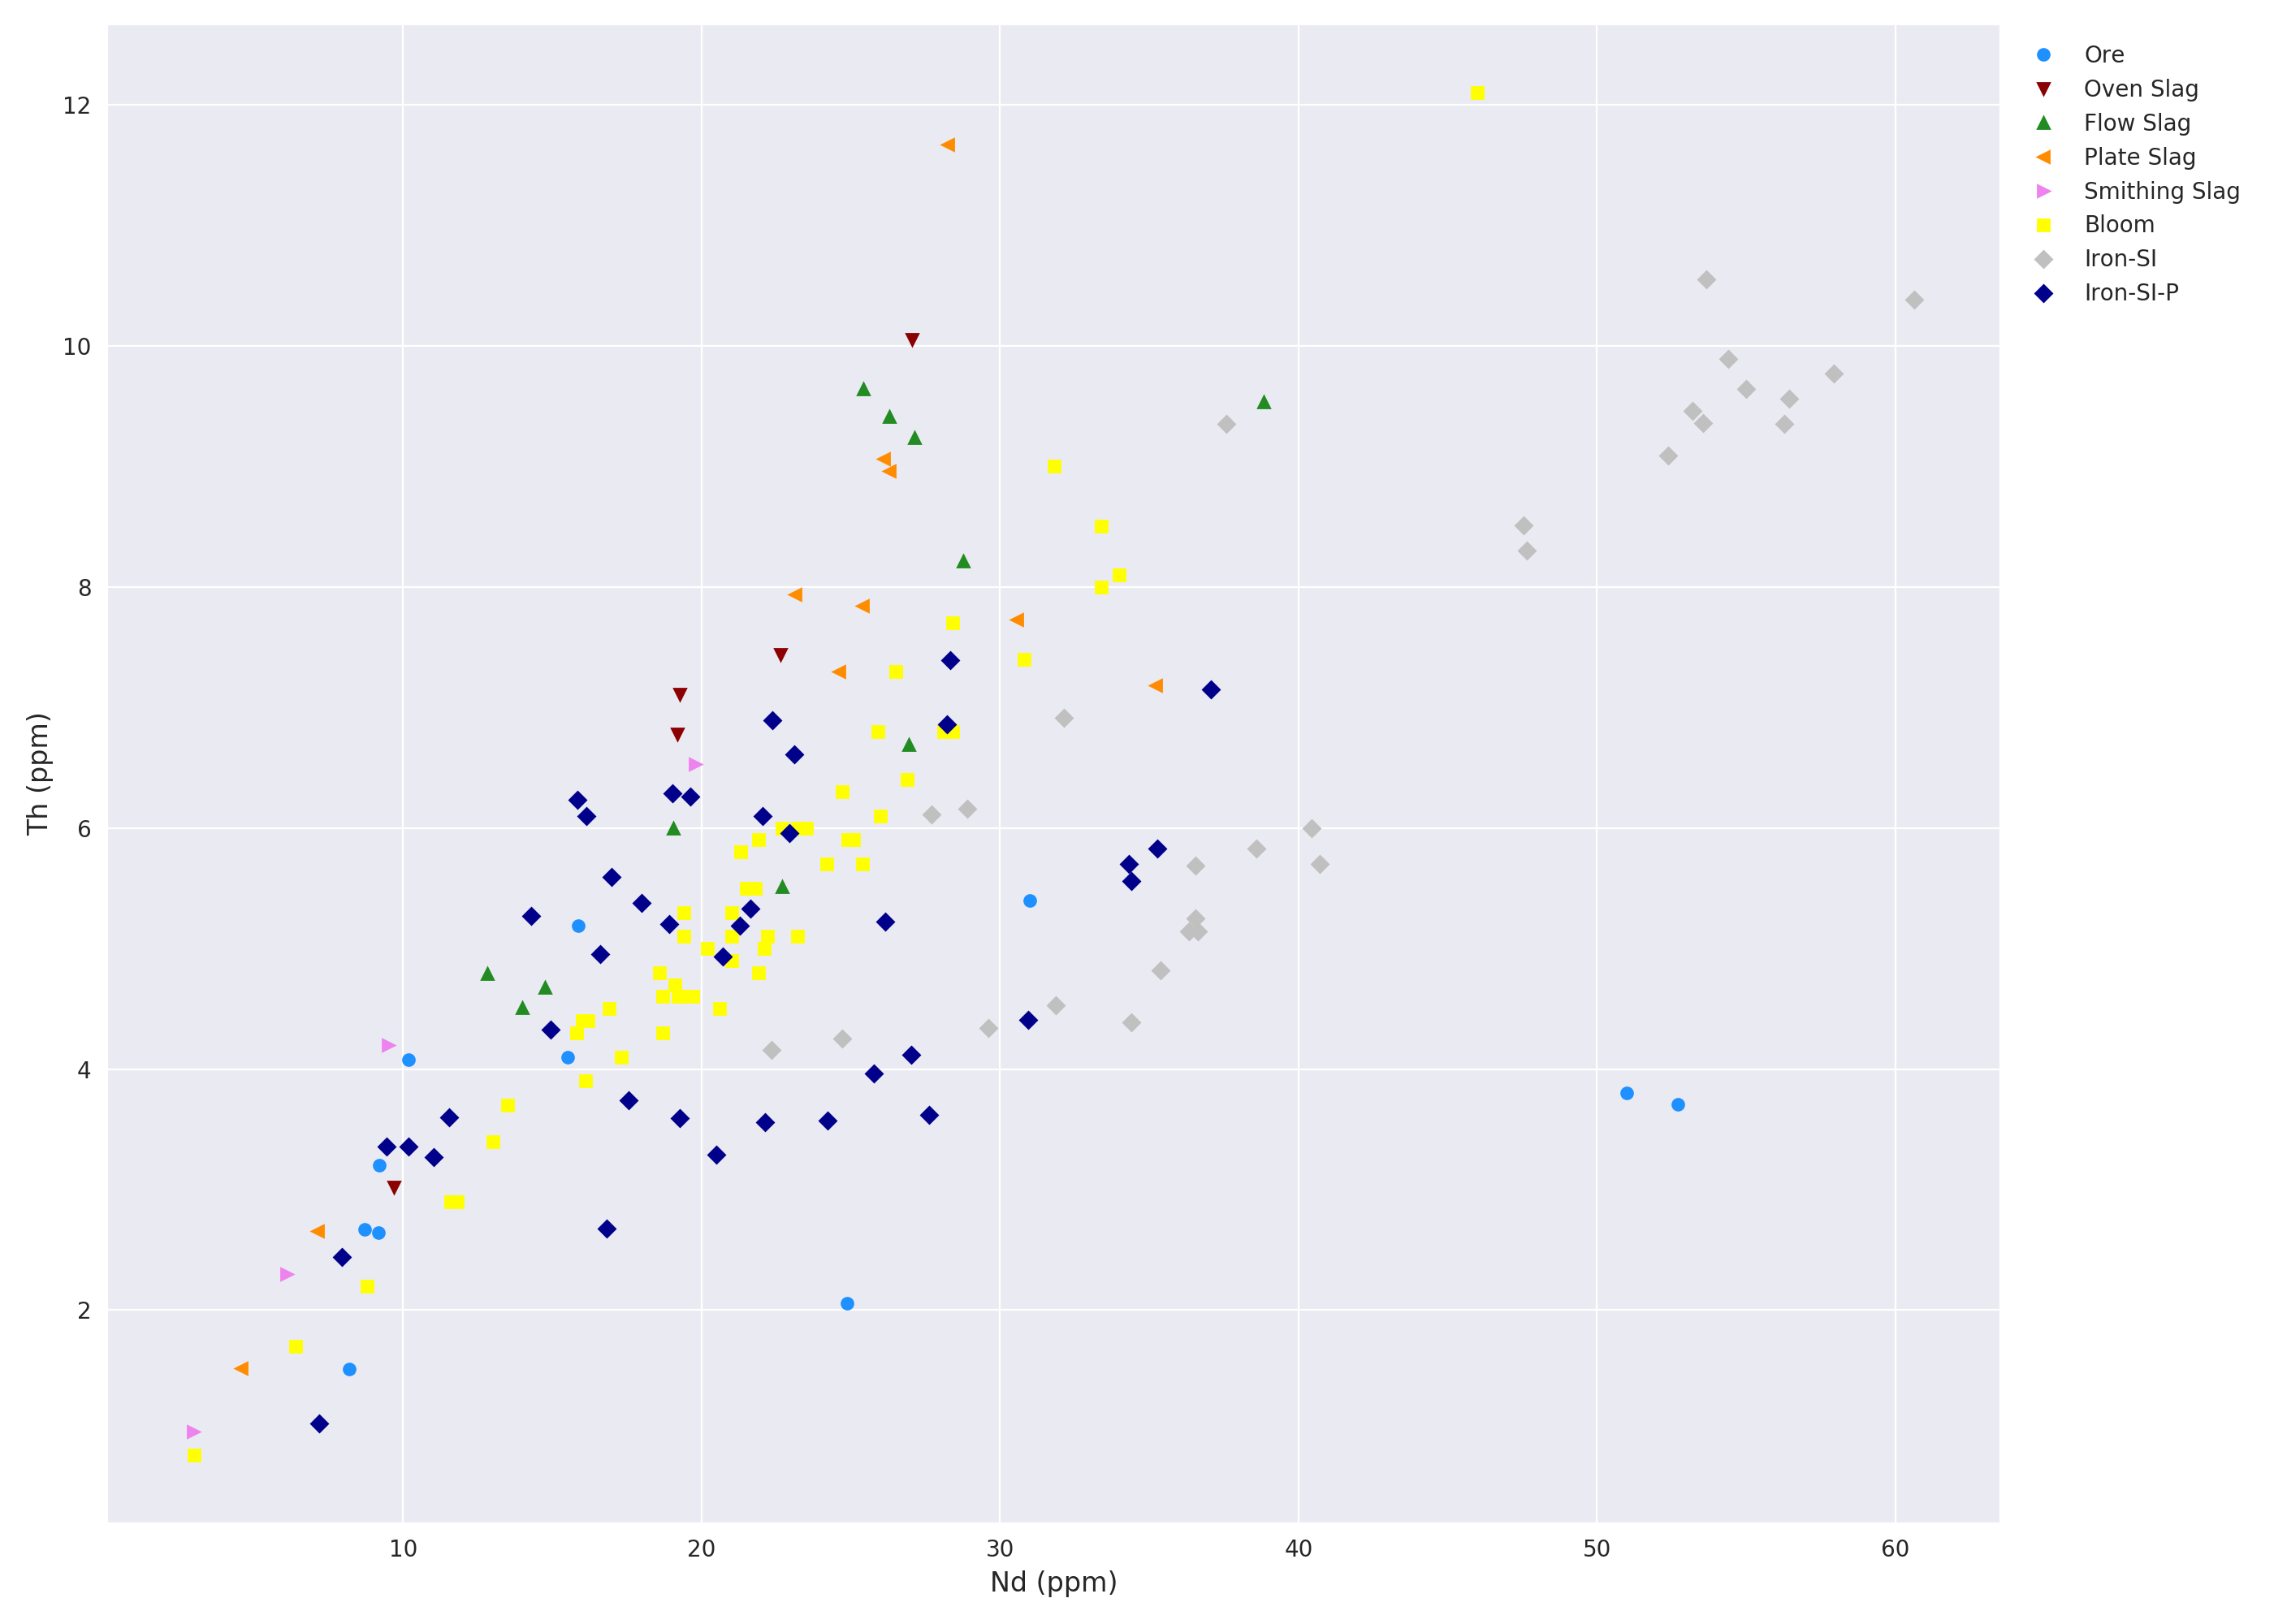 12
10
8
6
4
2
Th (ppm)
10 20 30 40 50 60
Nd (ppm)
Ore
Oven Slag
Flow Slag
Plate Slag
Smithing Slag
Bloom
Iron-SI
Iron-SI-P